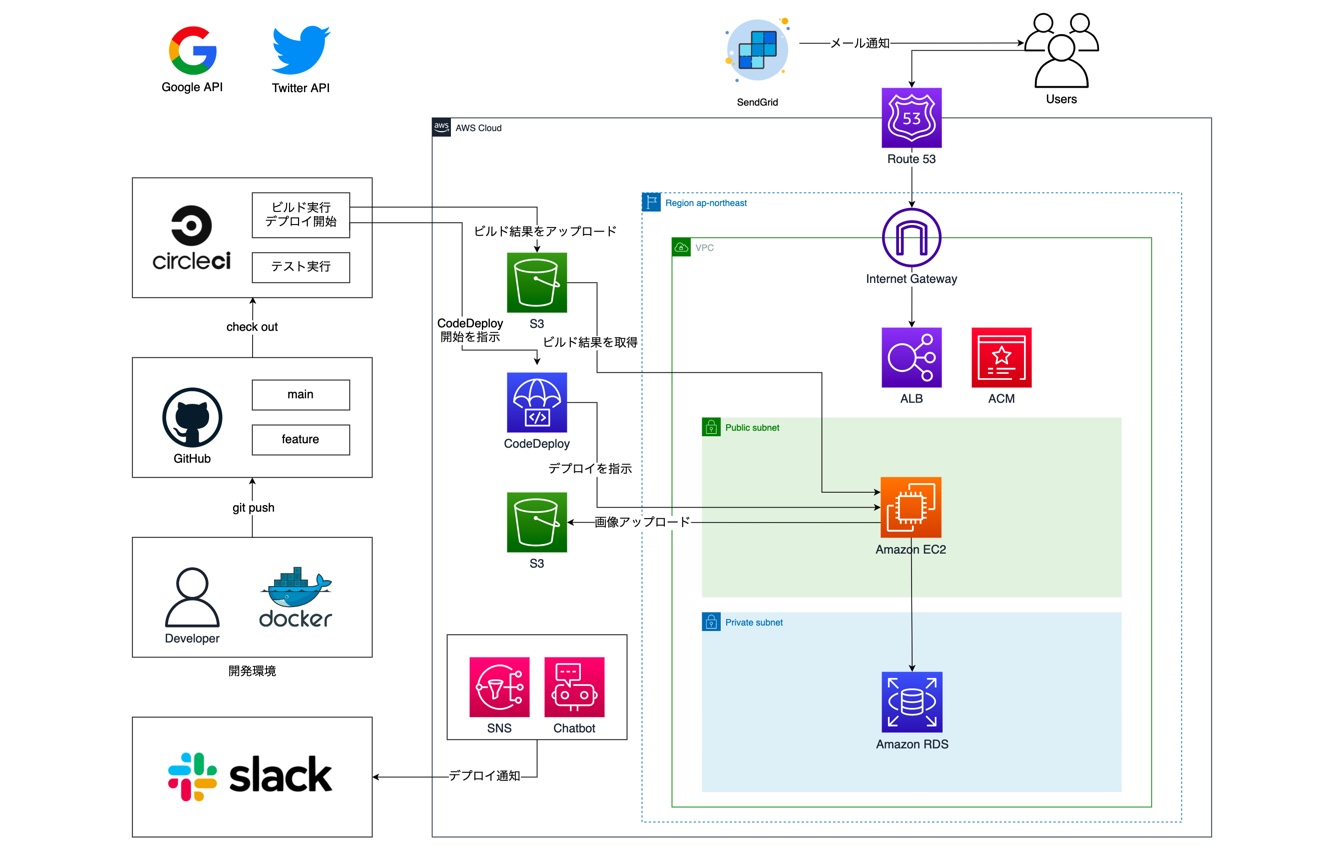 Google API
Twitter API
SendGrid
メール通知
Users
53
Route 53
aws
AWS Cloud
Region ap-northeast
VPC
Internet Gateway
ALB
ACM
Public subnet
Amazon EC2
Private subnet
Amazon RDS
circleci
ビルド実行
デプロイ開始
テスト実行
ビルド結果をアップロード
S3
CodeDeploy
開始を指示
ビルド結果を取得
CodeDeploy
デプロイを指示
画像アップロード
S3
check out
GitHub
main
feature
git push
Developer
docker
開発環境
SNS
Chatbot
デプロイ通知
slack